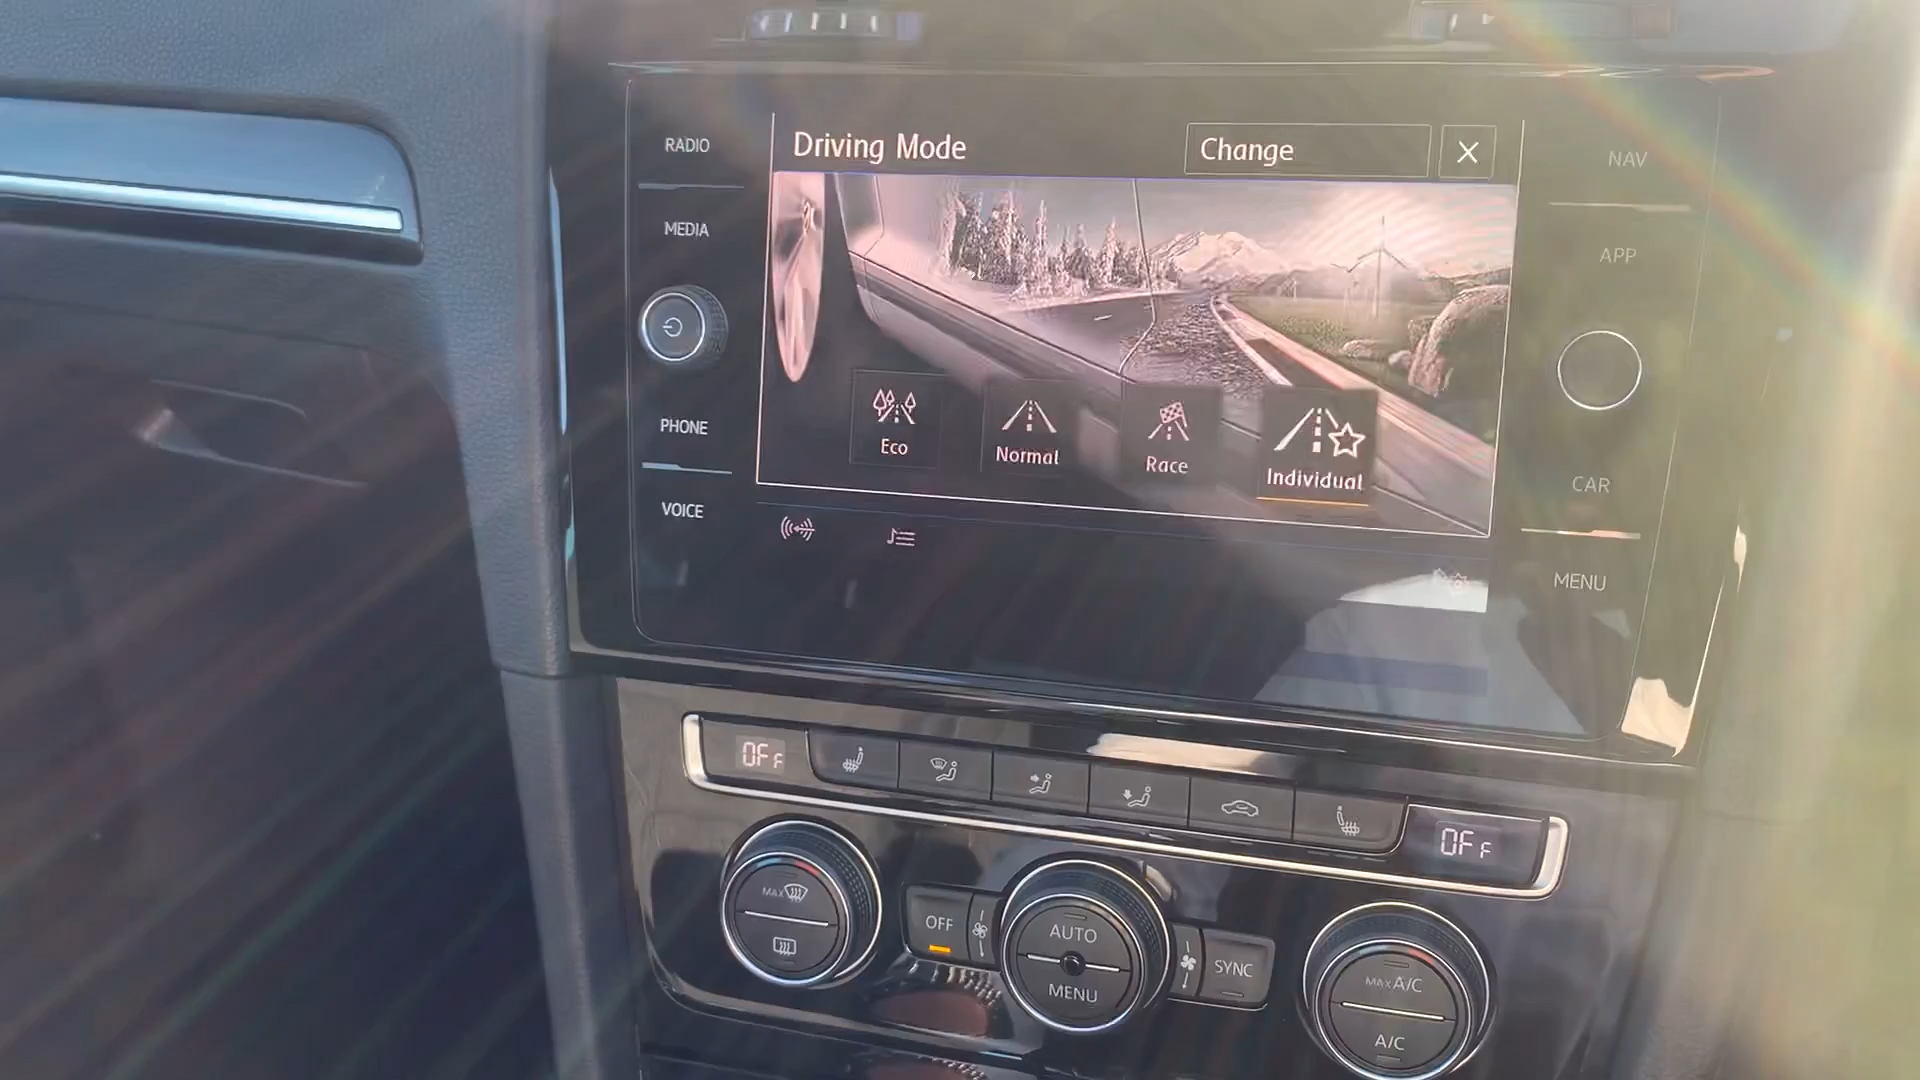 RADIO
MEDIA
PHONE
VOICE
Driving Mode
Change
Eco
Normal
Race
Individual
NAV
APP
CAR
MENU
OFF
OFF
MAX
OFF
AUTO
MENU
SYNC
MAX A/C
A/C